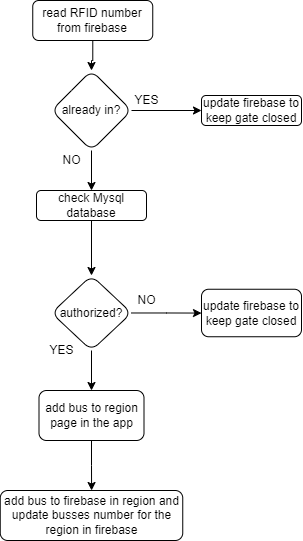 read RFID number
from firebase
already in?
YES
update firebase to
keep gate closed
NO
check Mysql
database
authorized?
NO
update firebase to
keep gate closed
YES
add bus to region
page in the app
add bus to firebase in region and
update busses number for the
region in firebase